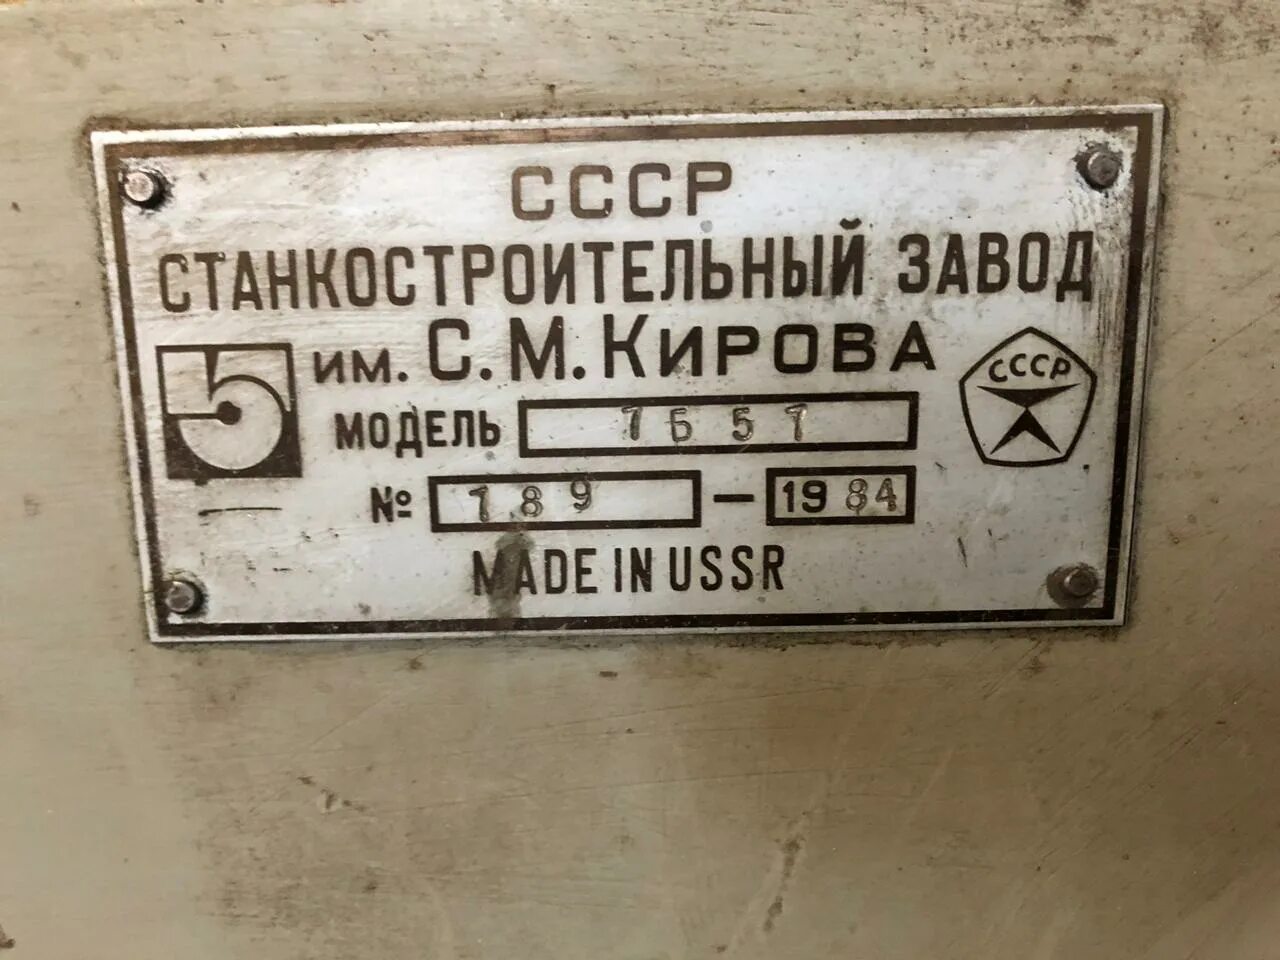 СССР
СТАНКОСТРОИТЕЛЬНЫЙ ЗАВОД
им. С.М.Кирова
МОДЕЛЬ 7Б57
№ 189 — 1984
MADE IN USSR
СССР